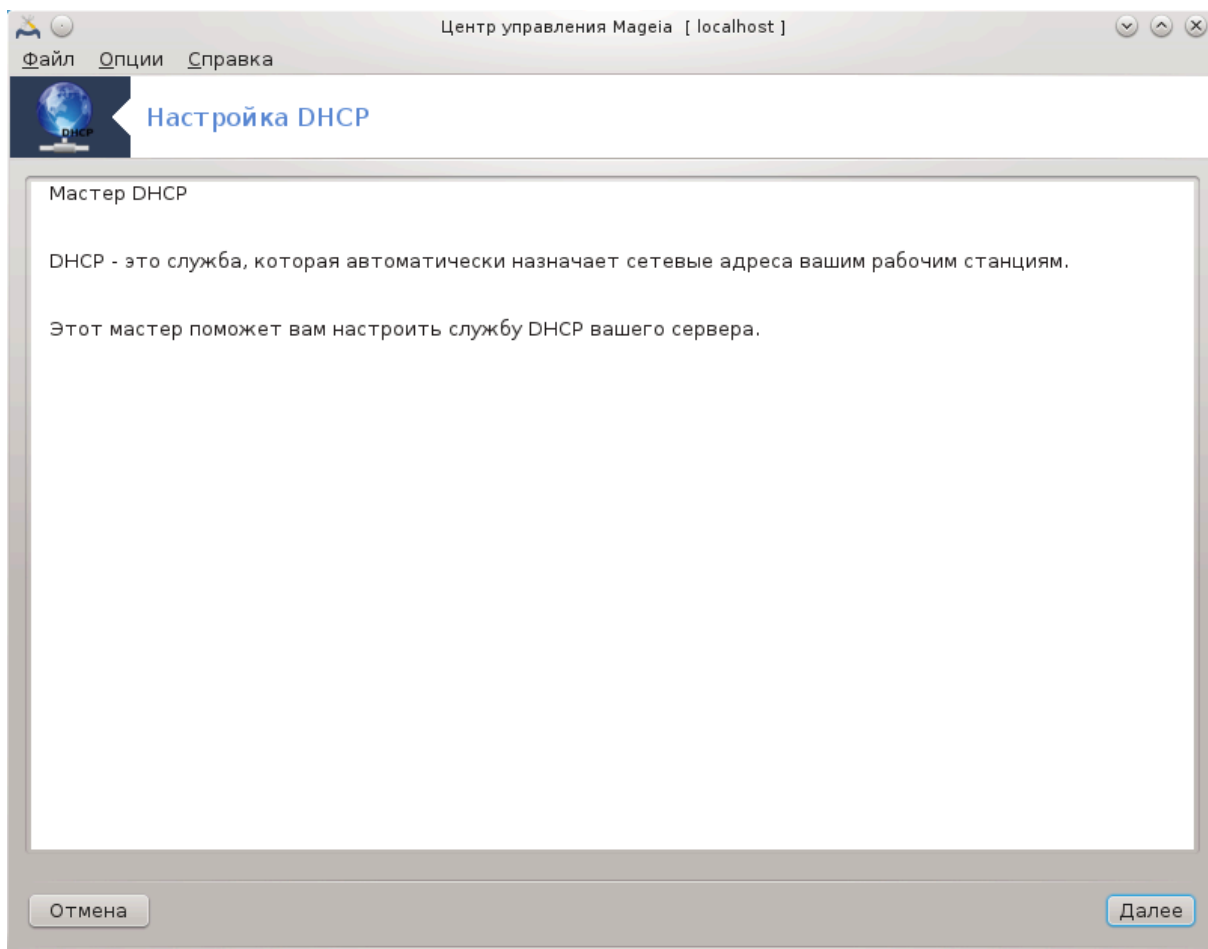 Центр управления Mageia [ localhost ]
Файл Опции Справка
DHCP
Настройка DHCP
Мастер DHCP
DHCP - это служба, которая автоматически назначает сетевые адреса вашим рабочим станциям.
Этот мастер поможет вам настроить службу DHCP вашего сервера.
Отмена
Далее